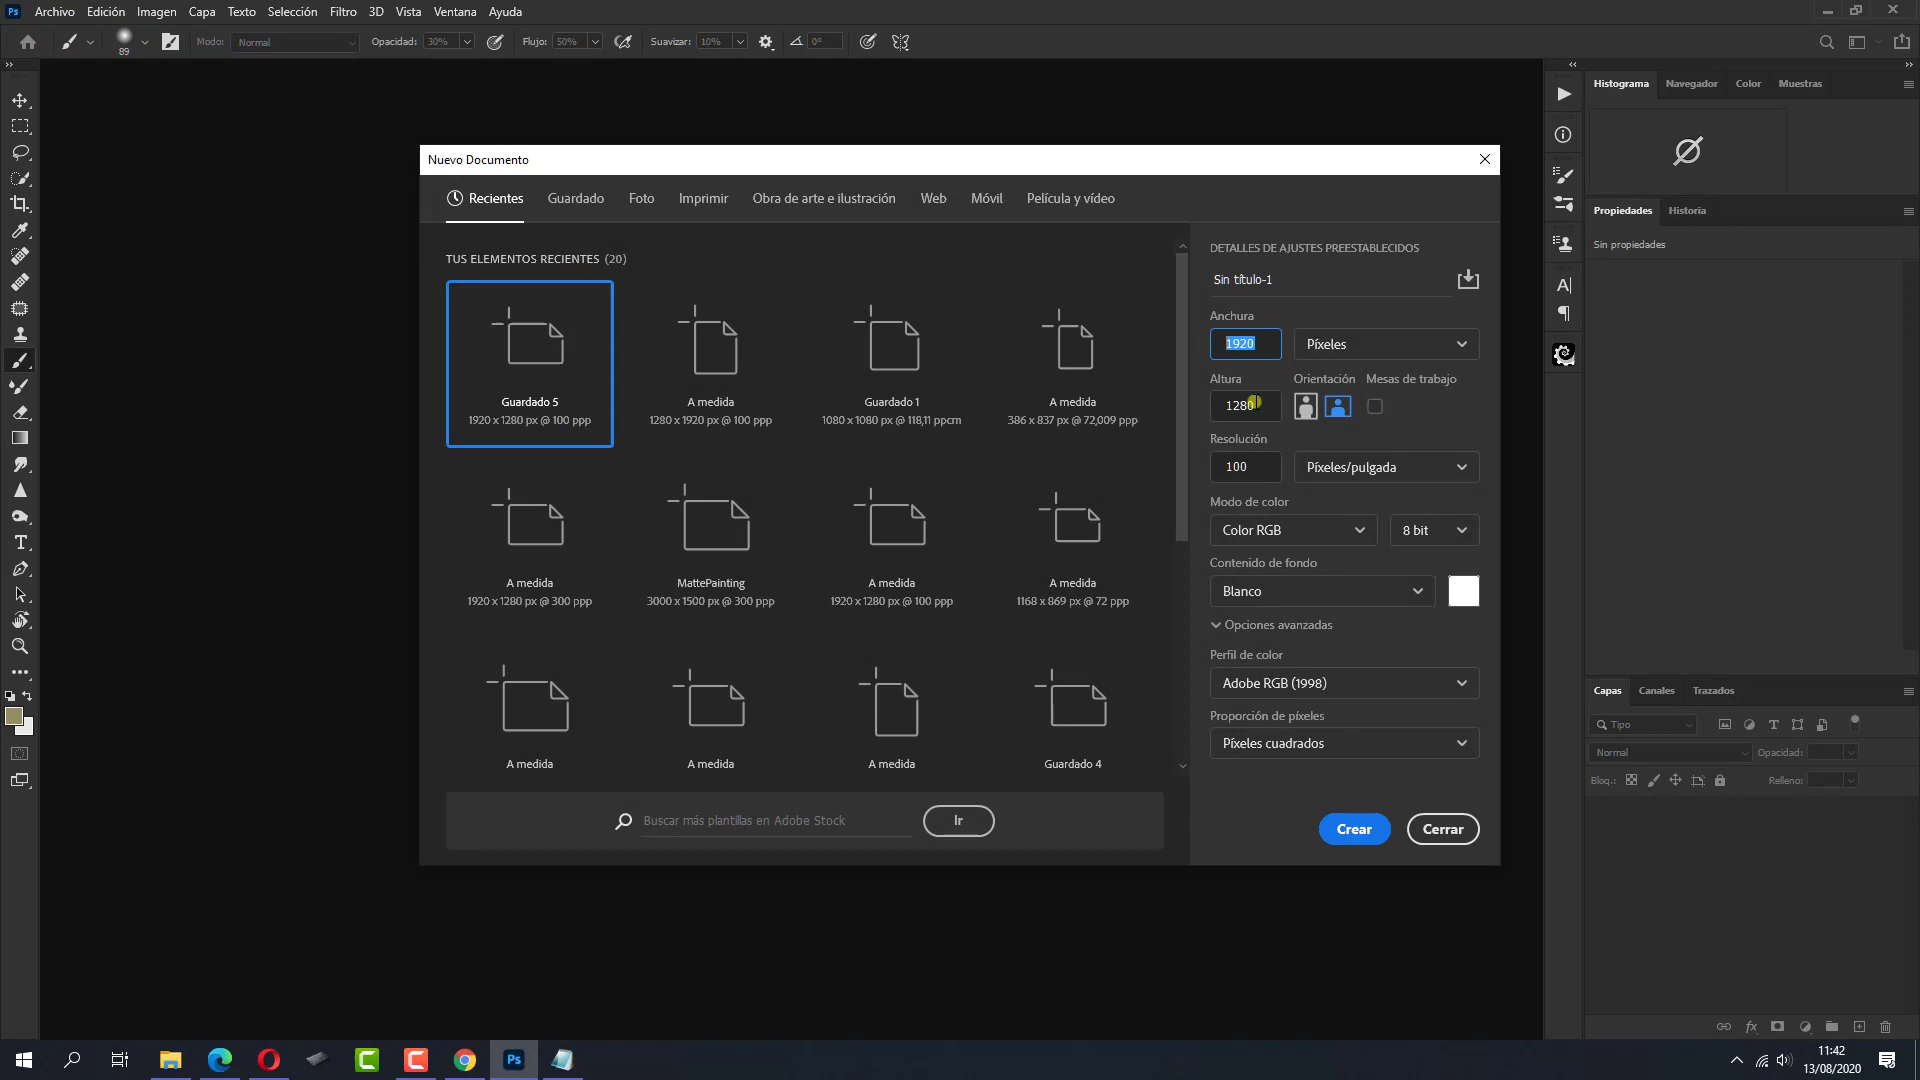 Ps Archivo Edición Imagen Capa Texto Selección Filtro 3D Vista Ventana Ayuda
89 Modo: Normal Opacidad: 30% Flujo: 50% Suavizar: 10% 0°
Histograma Navegador Color Muestras
Nuevo Documento
Recientes Guardado Foto Imprimir Obra de arte e ilustración Web Móvil Película y vídeo
Propiedades Historia
Sin propiedades
TUS ELEMENTOS RECIENTES (20)
Guardado 5
1920 x 1280 px @ 100 ppp
A medida
1280 x 1920 px @ 100 ppp
Guardado 1
1080 x 1080 px @ 118,11 ppcm
A medida
386 x 837 px @ 72,009 ppp
A medida
1920 x 1280 px @ 300 ppp
MattePainting
3000 x 1500 px @ 300 ppp
A medida
1920 x 1280 px @ 100 ppp
A medida
1168 x 869 px @ 72 ppp
A medida
A medida
A medida
Guardado 4
Buscar más plantillas en Adobe Stock Ir
DETALLES DE AJUSTES PREESTABLECIDOS
Sin título-1
Anchura
1920 Píxeles
Altura Orientación Mesas de trabajo
1280
Resolución
100 Píxeles/pulgada
Modo de color
Color RGB 8 bit
Contenido de fondo
Blanco
Opciones avanzadas
Perfil de color
Adobe RGB (1998)
Proporción de píxeles
Píxeles cuadrados
Crear Cerrar
Capas Canales Trazados
Tipo
Normal Opacidad:
Bloq.: Relleno:
fx
Ps
11:42
13/08/2020